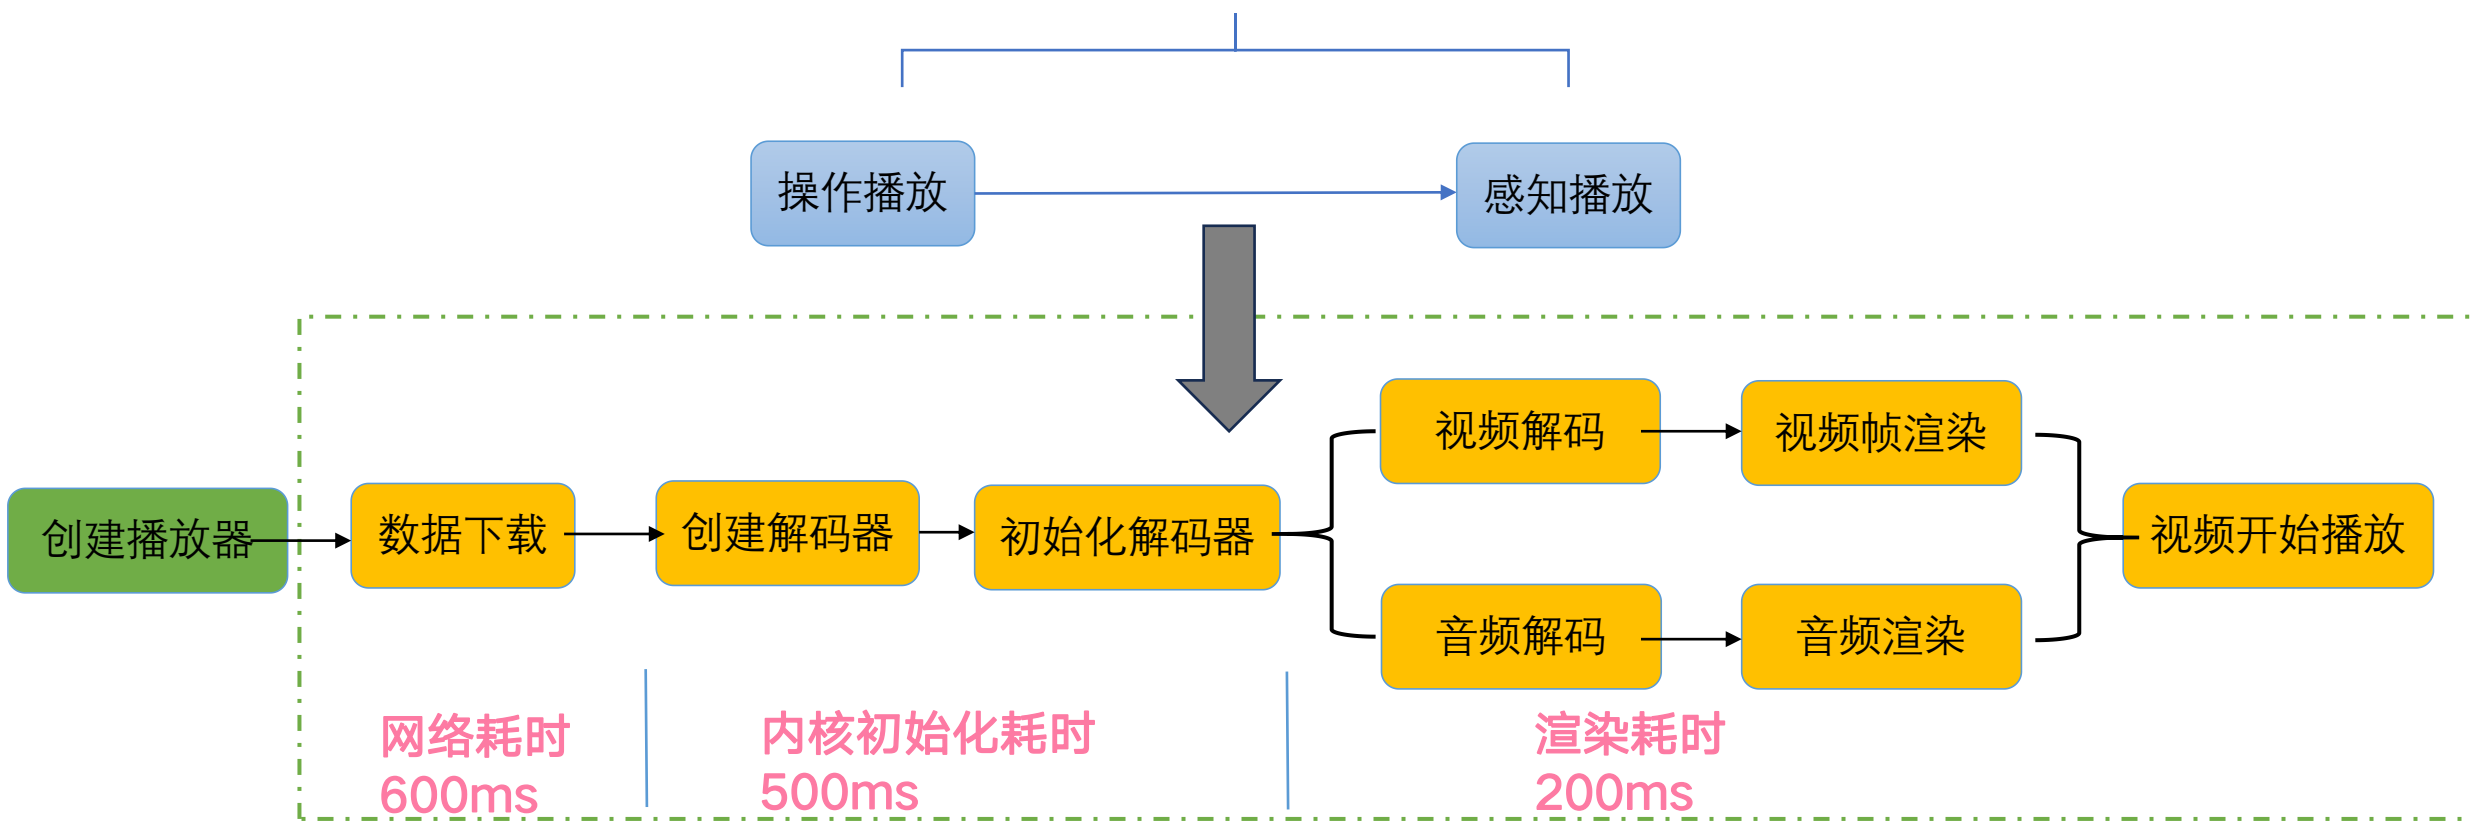 操作播放
感知播放
创建播放器
数据下载
创建解码器
初始化解码器
视频解码
视频帧渲染
音频解码
音频渲染
视频开始播放
网络耗时
600ms
内核初始化耗时
500ms
渲染耗时
200ms